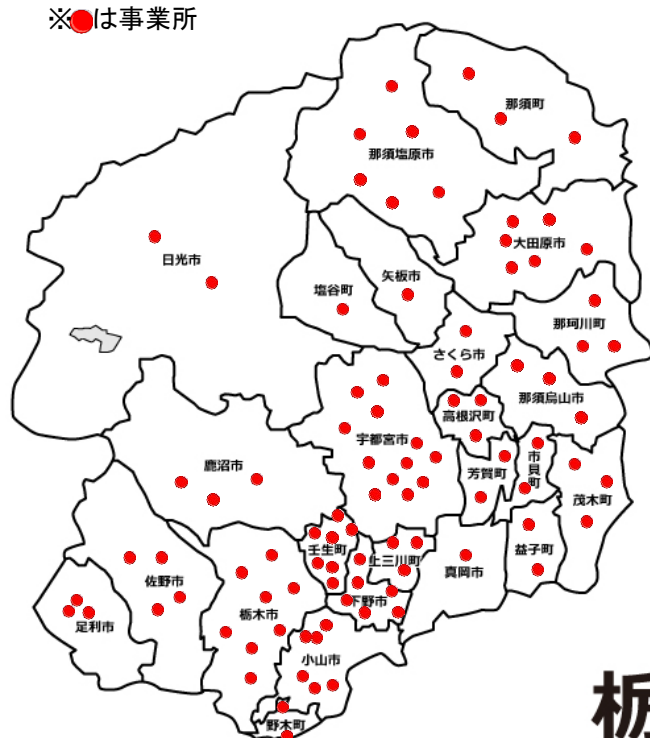 ※●は事業所
那須町
那須塩原市
大田原市
日光市
矢板市
塩谷町
那珂川町
さくら市
那須烏山市
高根沢町
宇都宮市
鹿沼市
芳賀町
市貝町
茂木町
壬生町
上三川町
益子町
真岡市
佐野市
下野市
栃木市
足利市
小山市
野木町
栃